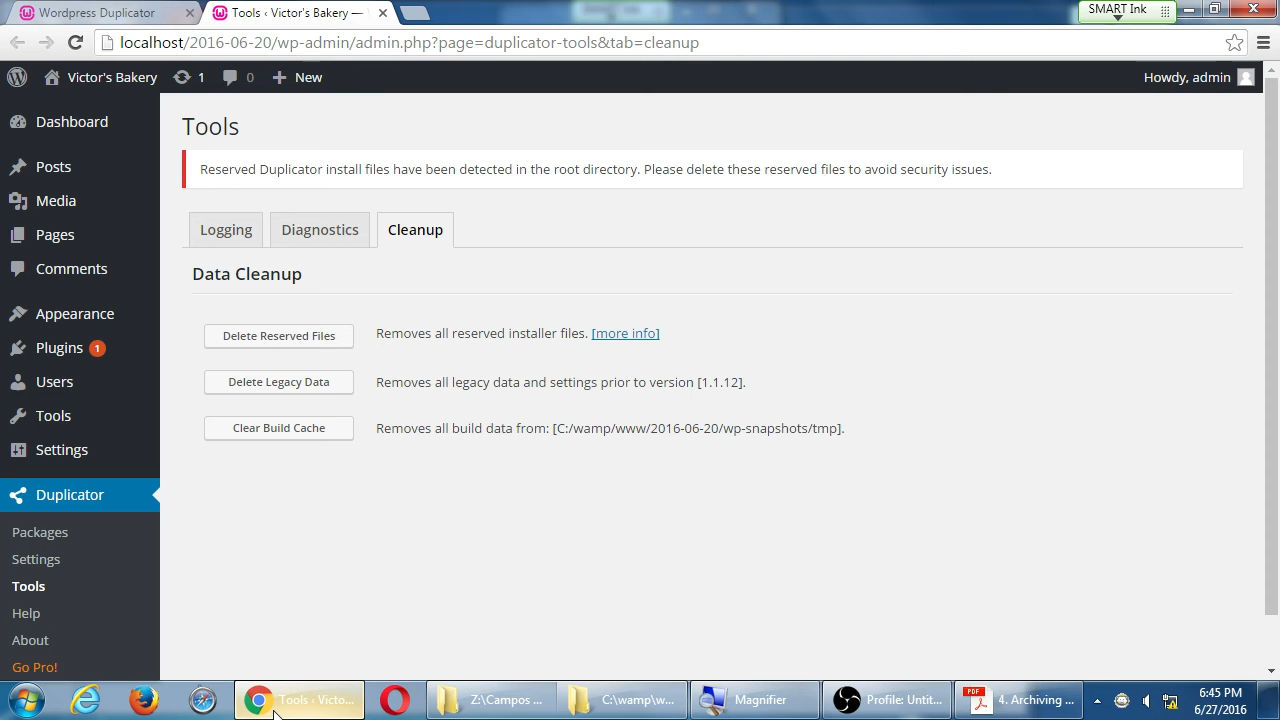 Wordpress Duplicator
Tools ‹ Victor's Bakery —
SMART Ink
localhost/2016-06-20/wp-admin/admin.php?page=duplicator-tools&tab=cleanup
Victor's Bakery 1 0 New Howdy, admin
Dashboard
Posts
Media
Pages
Comments
Appearance
Plugins 1
Users
Tools
Settings
Duplicator
Packages
Settings
Tools
Help
About
Go Pro!
Tools
Reserved Duplicator install files have been detected in the root directory. Please delete these reserved files to avoid security issues.
Logging Diagnostics Cleanup
Data Cleanup
Delete Reserved Files Removes all reserved installer files. [more info]
Delete Legacy Data Removes all legacy data and settings prior to version [1.1.12].
Clear Build Cache Removes all build data from: [C:/wamp/www/2016-06-20/wp-snapshots/tmp].
Tools ‹ Victo... Z:\Campos ... C:\wamp\w... Magnifier Profile: Untit... PDF 4. Archiving ...
6:45 PM
6/27/2016